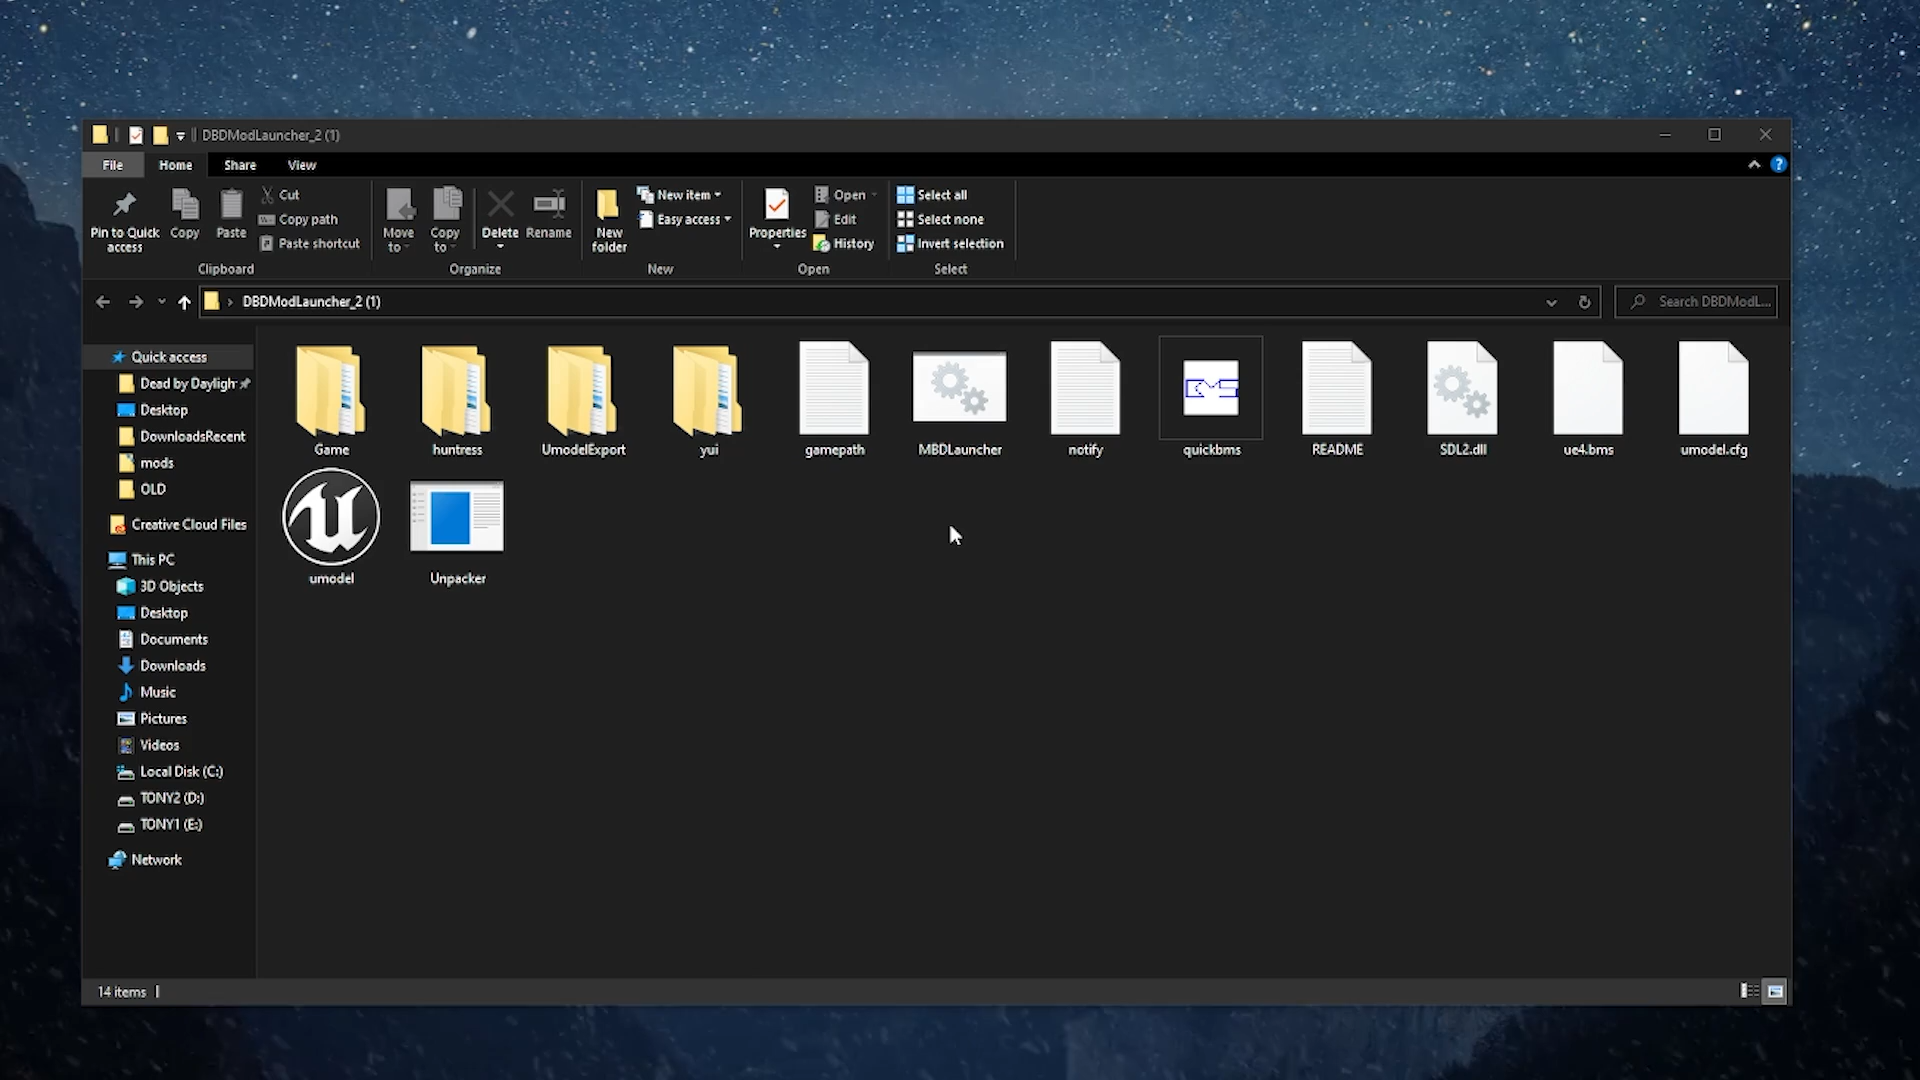 DBDModLauncher_2 (1)
File Home Share View
Pin to Quick access
Copy
Paste
Cut
Copy path
Paste shortcut
Clipboard
Move to
Copy to
Delete
Rename
Organize
New folder
New item
Easy access
New
Properties
Open
Edit
History
Open
Select all
Select none
Invert selection
Select
DBDModLauncher_2 (1)
Search DBDModL...
Quick access
Dead by Dayligh
Desktop
DownloadsRecent
mods
OLD
Creative Cloud Files
This PC
3D Objects
Desktop
Documents
Downloads
Music
Pictures
Videos
Local Disk (C:)
TONY2 (D:)
TONY1 (E:)
Network
Game
huntress
UmodelExport
yui
gamepath
MBDLauncher
notify
quickbms
README
SDL2.dll
ue4.bms
umodel.cfg
umodel
Unpacker
14 items